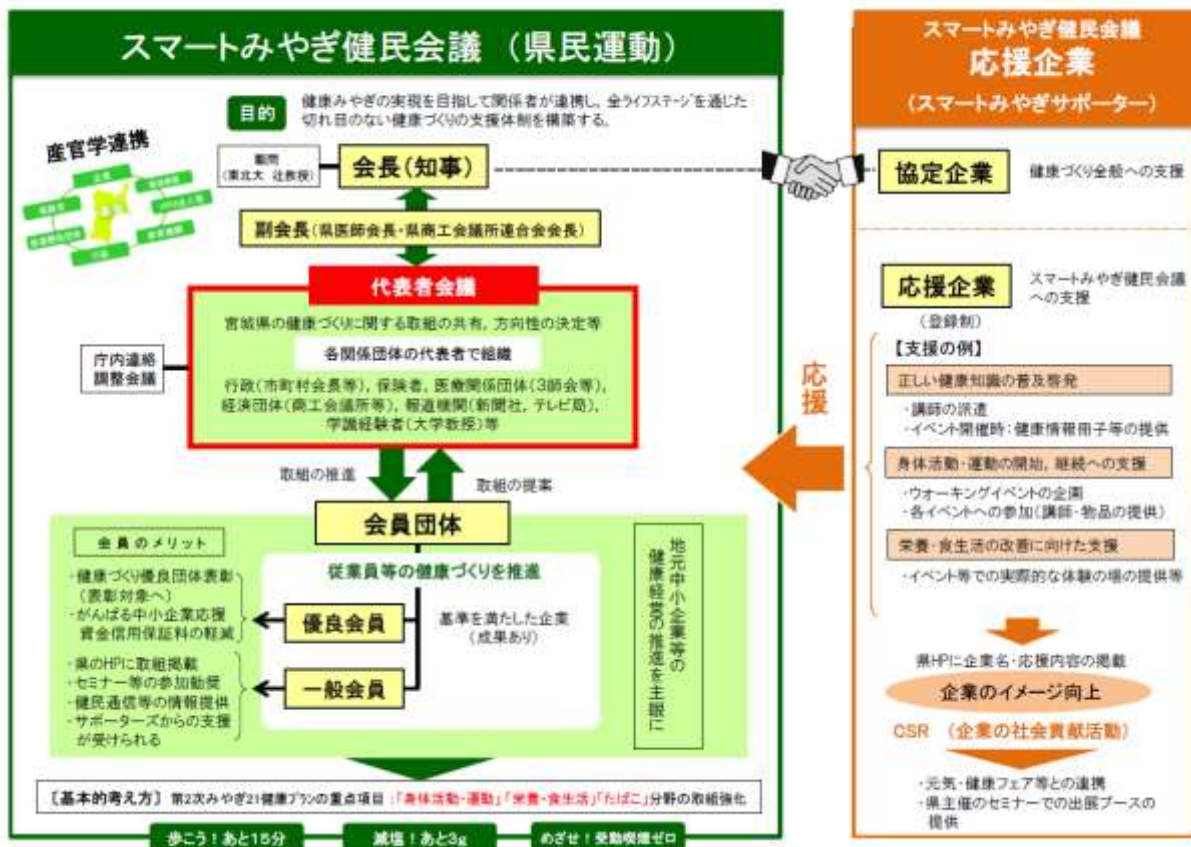 スマートみやぎ健民会議（県民運動）
目的
健康みやぎの実現を目指して関係者が連携し，全ライフステージを通じた
切れ目のない健康づくりの支援体制を構築する。
産官学連携
顧問
（東北大 辻教授）
会長（知事）
副会長（県医師会長・県商工会議所連合会会長）
代表者会議
宮城県の健康づくりに関する取組の共有，方向性の決定等
各関係団体の代表者で組織
行政（市町村会長等），保険者，医療関係団体（3師会等），
経済団体（商工会議所等），報道機関（新聞社，テレビ局），
学識経験者（大学教授）等
庁内連絡
調整会議
取組の推進
取組の提案
会員団体
会員のメリット
・健康づくり優良団体表彰
（表彰対象へ）
・がんばる中小企業応援
資金信用保証料の軽減
・県のHPに取組掲載
・セミナー等の参加勧奨
・健民通信等の情報提供
・サポーターズからの支援
が受けられる
従業員等の健康づくりを推進
優良会員
基準を満たした企業
（成果あり）
一般会員
地元中小企業等の
健康経営の推進を主眼に
〔基本的考え方〕 第2次みやぎ21健康プランの重点項目：「身体活動・運動」「栄養・食生活」「たばこ」分野の取組強化
歩こう！あと15分
減塩！あと3g
めざせ！受動喫煙ゼロ
応援
スマートみやぎ健民会議
応援企業
（スマートみやぎサポーター）
協定企業
健康づくり全般への支援
応援企業
スマートみやぎ健民会議
への支援
（登録制）
【支援の例】
正しい健康知識の普及啓発
・講師の派遣
・イベント開催時：健康情報冊子等の提供
身体活動・運動の開始，継続への支援
・ウォーキングイベントの企画
・各イベントへの参加（講師・物品の提供）
栄養・食生活の改善に向けた支援
・イベント等での実際的な体験の場の提供等
県HPに企業名・応援内容の掲載
企業のイメージ向上
CSR （企業の社会貢献活動）
・元気・健康フェア等との連携
・県主催のセミナーでの出展ブースの
提供